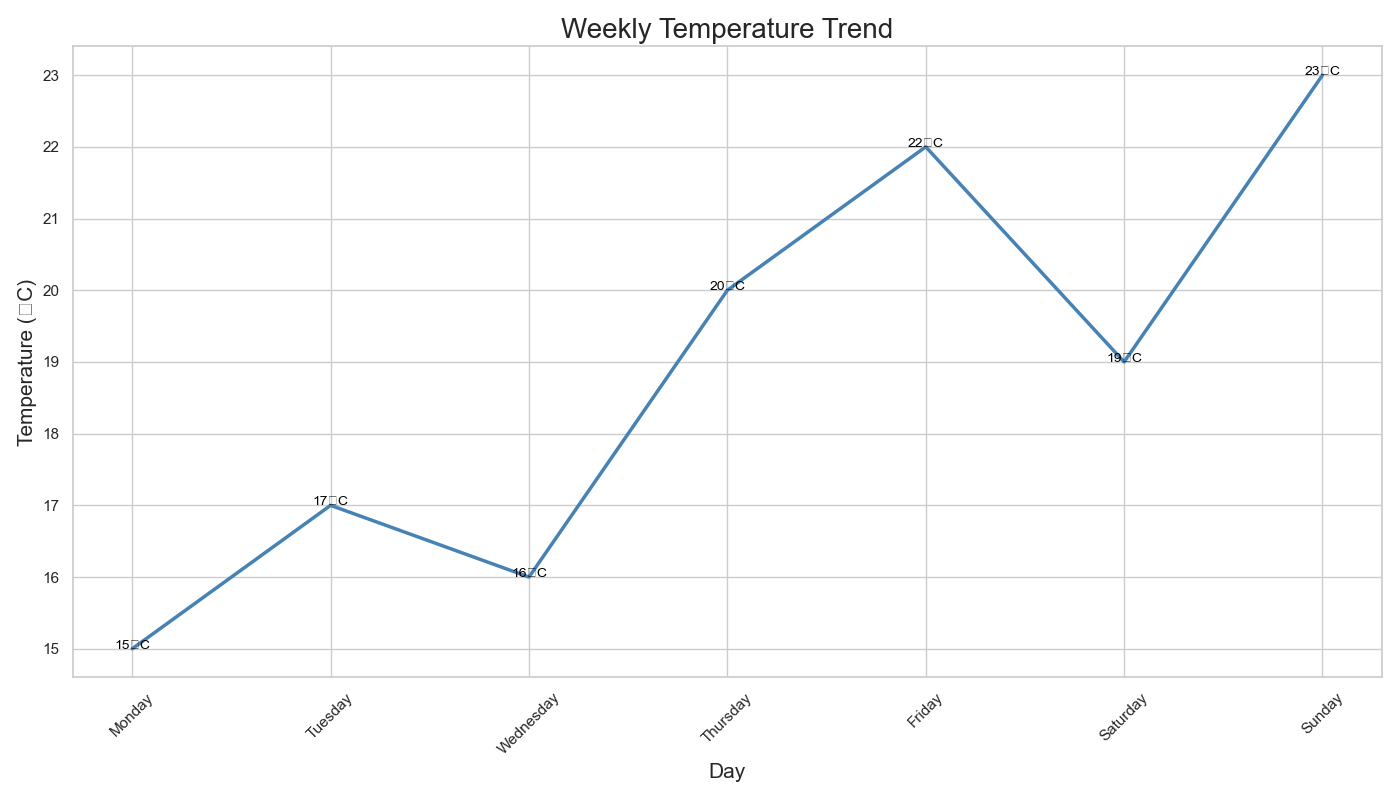 Weekly Temperature Trend
23
22
21
20
19
18
17
16
15
Temperature (□C)
15□C
17□C
16□C
20□C
22□C
19□C
23□C
Monday
Tuesday
Wednesday
Thursday
Friday
Saturday
Sunday
Day